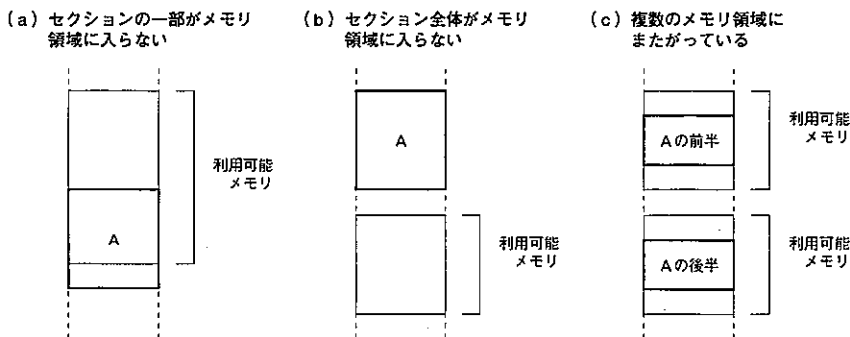 (a) セクションの一部がメモリ
領域に入らない
(b) セクション全体がメモリ
領域に入らない
(c) 複数のメモリ領域に
またがっている
利用可能
メモリ
A
A
利用可能
メモリ
Aの前半
利用可能
メモリ
Aの後半
利用可能
メモリ